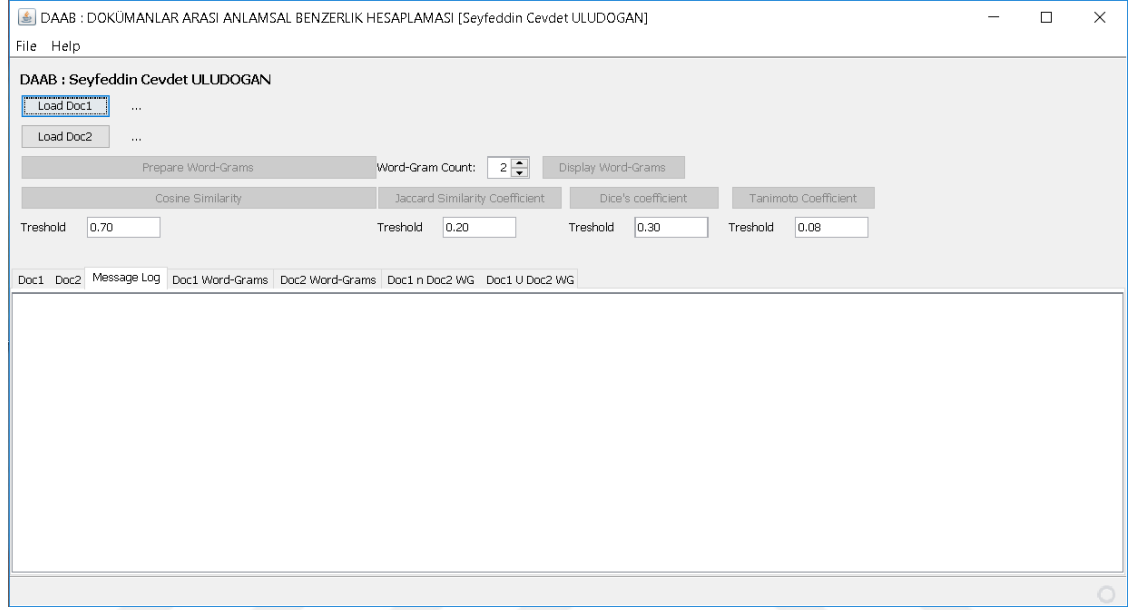 DAAB : DOKÜMANLAR ARASI ANLAMSAL BENZERLIK HESAPLAMASI [Seyfeddin Cevdet ULUDOGAN]
File Help
DAAB : Seyfeddin Cevdet ULUDOGAN
Load Doc1 ...
Load Doc2 ...
Prepare Word-Grams Word-Gram Count: 2 Display Word-Grams
Cosine Similarity Jaccard Similarity Coefficient Dice's coefficient Tanimoto Coefficient
Treshold 0.70 Treshold 0.20 Treshold 0.30 Treshold 0.08
Doc1 Doc2 Message Log Doc1 Word-Grams Doc2 Word-Grams Doc1 n Doc2 WG Doc1 U Doc2 WG